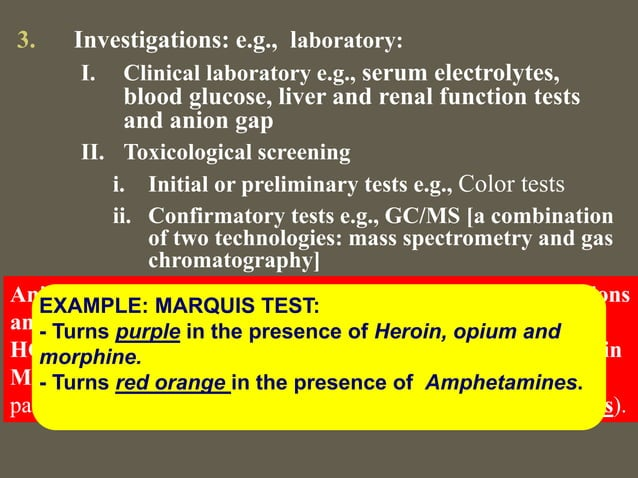 3. Investigations: e.g., laboratory:
I. Clinical laboratory e.g., serum electrolytes,
blood glucose, liver and renal function tests
and anion gap
II. Toxicological screening
i. Initial or preliminary tests e.g., Color tests
ii. Confirmatory tests e.g., GC/MS [a combination
of two technologies: mass spectrometry and gas
chromatography]
EXAMPLE: MARQUIS TEST:
- Turns purple in the presence of Heroin, opium and
morphine.
- Turns red orange in the presence of Amphetamines.